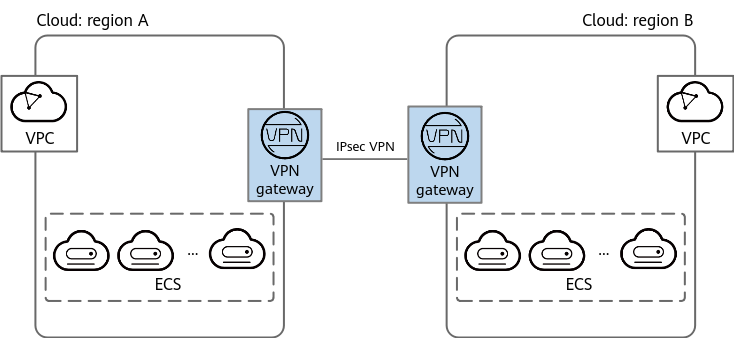 Cloud: region A
Cloud: region B
VPC
VPN
VPN
gateway
IPsec VPN
VPN
VPN
gateway
VPC
...
ECS
...
ECS